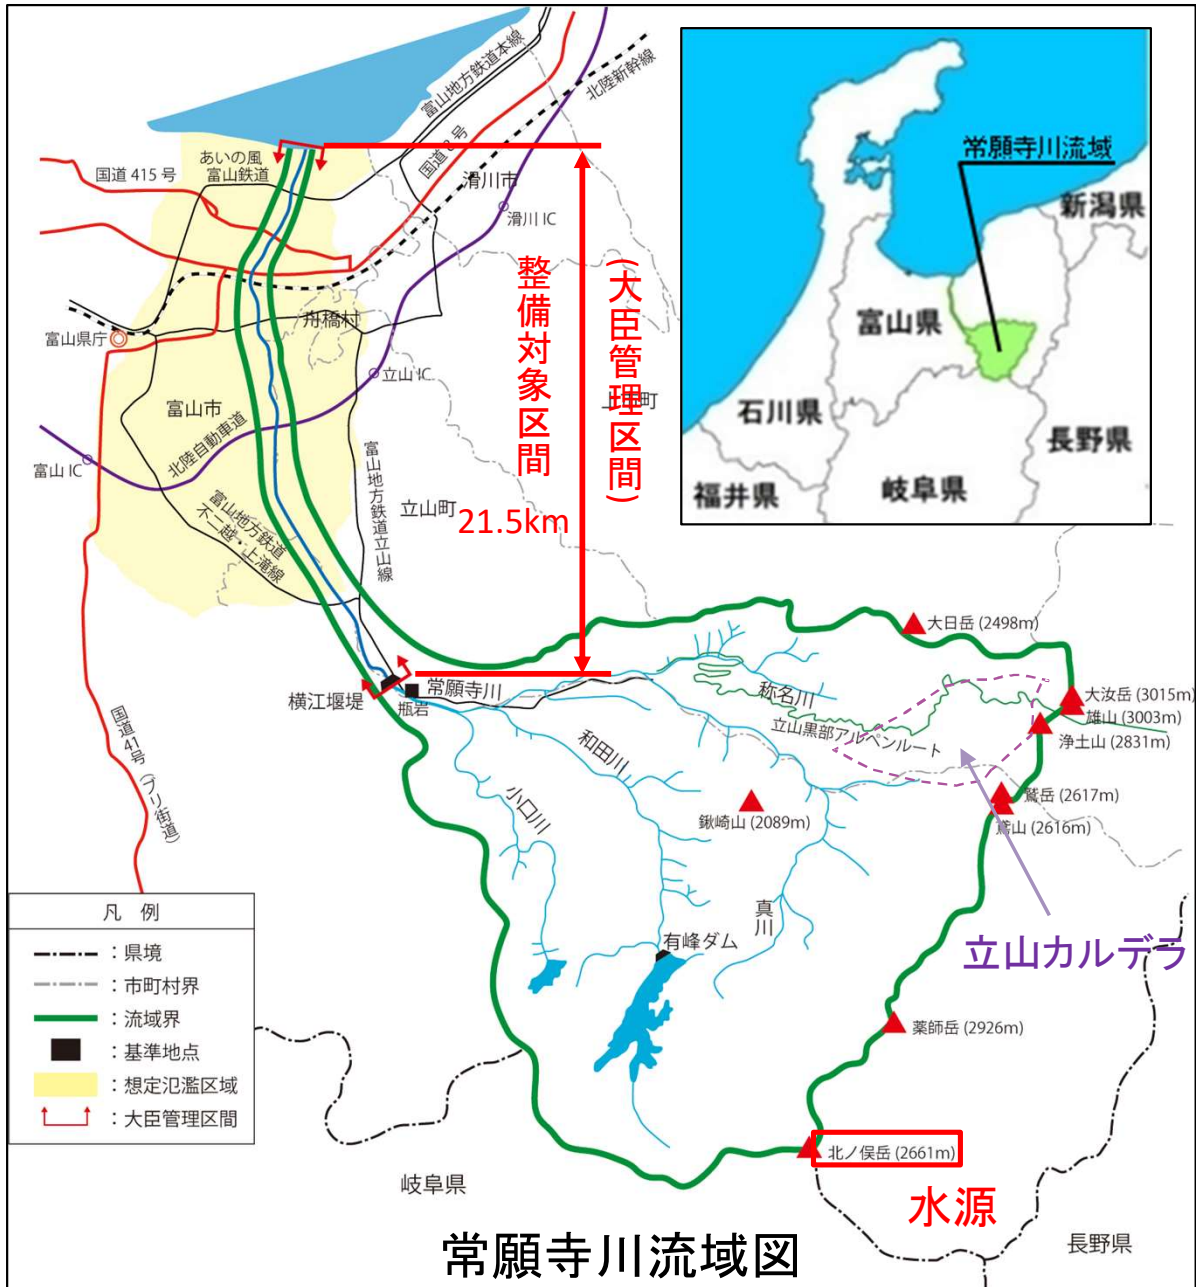 富山地方鉄道本線
北陸新幹線
国道8号
あいの風
富山鉄道
国道 415 号
滑川市
滑川 IC
常願寺川流域
新潟県
富山県
石川県
長野県
岐阜県
福井県
整備対象区間
(大臣管理区間)
21.5km
舟橋村
富山県庁
立山 IC
上市町
富山市
北陸自動車道
富山 IC
富山地方鉄道立山線
立山町
富山地方鉄道
不二越・上滝線
大日岳 (2498m)
横江堰堤
瓶岩
常願寺川
称名川
立山黒部アルペンルート
大汝岳 (3015m)
雄山 (3003m)
浄土山 (2831m)
国道41号 (ブリ街道)
和田川
小口川
鍬崎山 (2089m)
鷲岳 (2617m)
鳶山 (2616m)
真川
有峰ダム
立山カルデラ
凡 例
:県境
:市町村界
:流域界
:基準地点
:想定氾濫区域
:大臣管理区間
薬師岳 (2926m)
北ノ俣岳 (2661m)
水源
岐阜県
長野県
常願寺川流域図